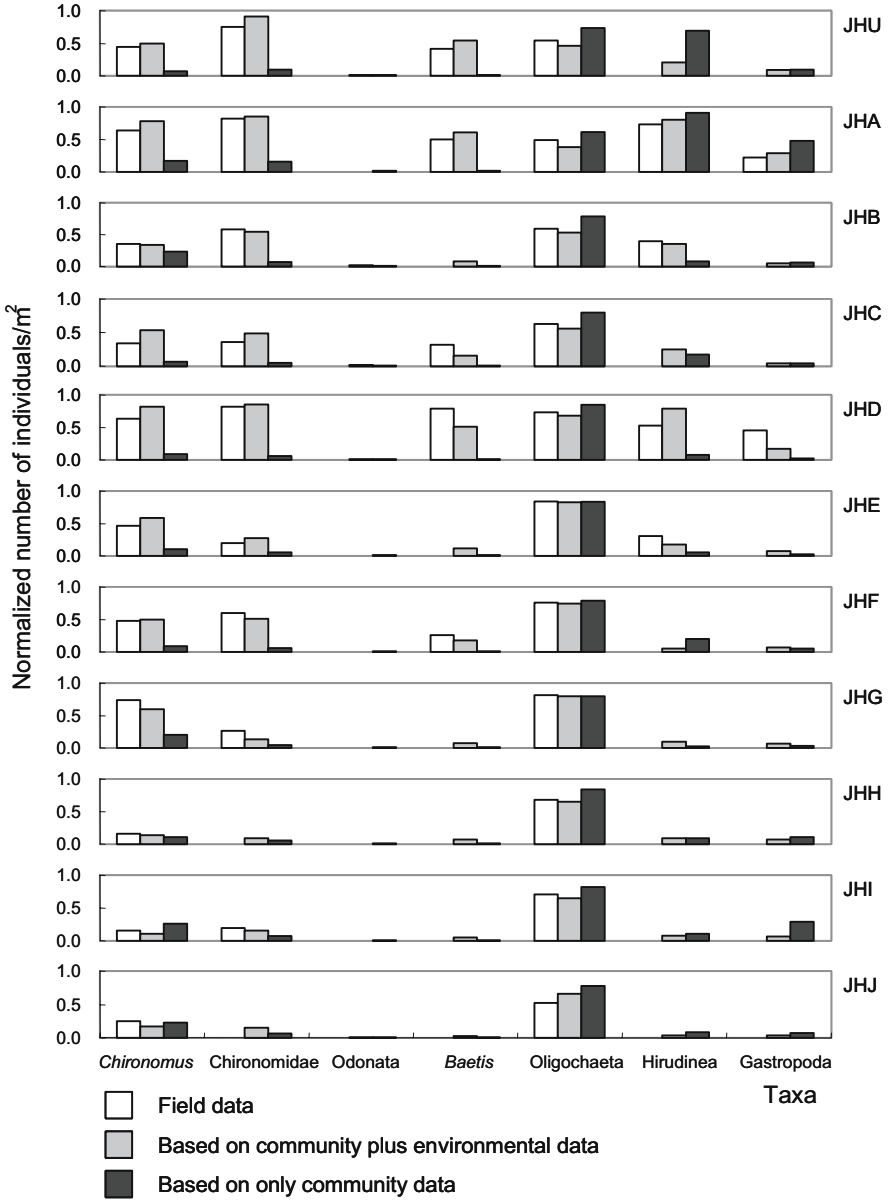 Normalized number of individuals/m²
1.0
0.5
0.0
JHU
1.0
0.5
0.0
JHA
1.0
0.5
0.0
JHB
1.0
0.5
0.0
JHC
1.0
0.5
0.0
JHD
1.0
0.5
0.0
JHE
1.0
0.5
0.0
JHF
1.0
0.5
0.0
JHG
1.0
0.5
0.0
JHH
1.0
0.5
0.0
JHI
1.0
0.5
0.0
JHJ
Chironomus Chironomidae Odonata Baetis Oligochaeta Hirudinea Gastropoda
Taxa
Field data
Based on community plus environmental data
Based on only community data